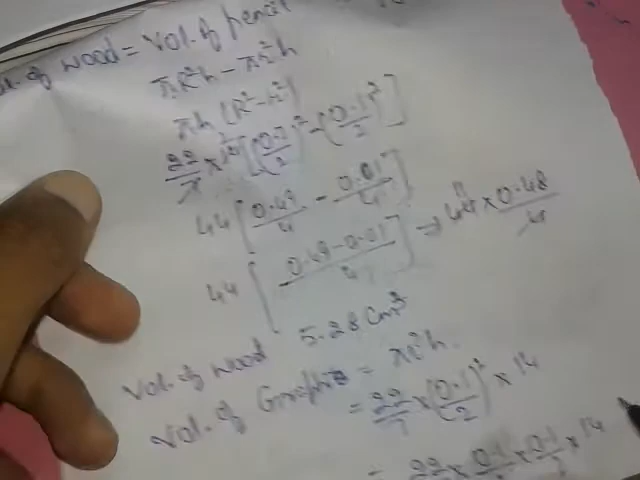 Vol. of wood = Vol. of pencil
πR²h - πr²h
πh (R² - r²)
22/7 × 14 [(0.7/2)² - (0.1/2)²]
44 [0.49/4 - 0.01/4]
44 [0.49-0.01/4] ⇒ 44 × 0.48/4
Vol. of wood 5.28 cm³
Vol. of Graphite = πr²h.
= 22/7 × (0.1/2)² × 14
= 22 × 0.1 × 0.1 × 14